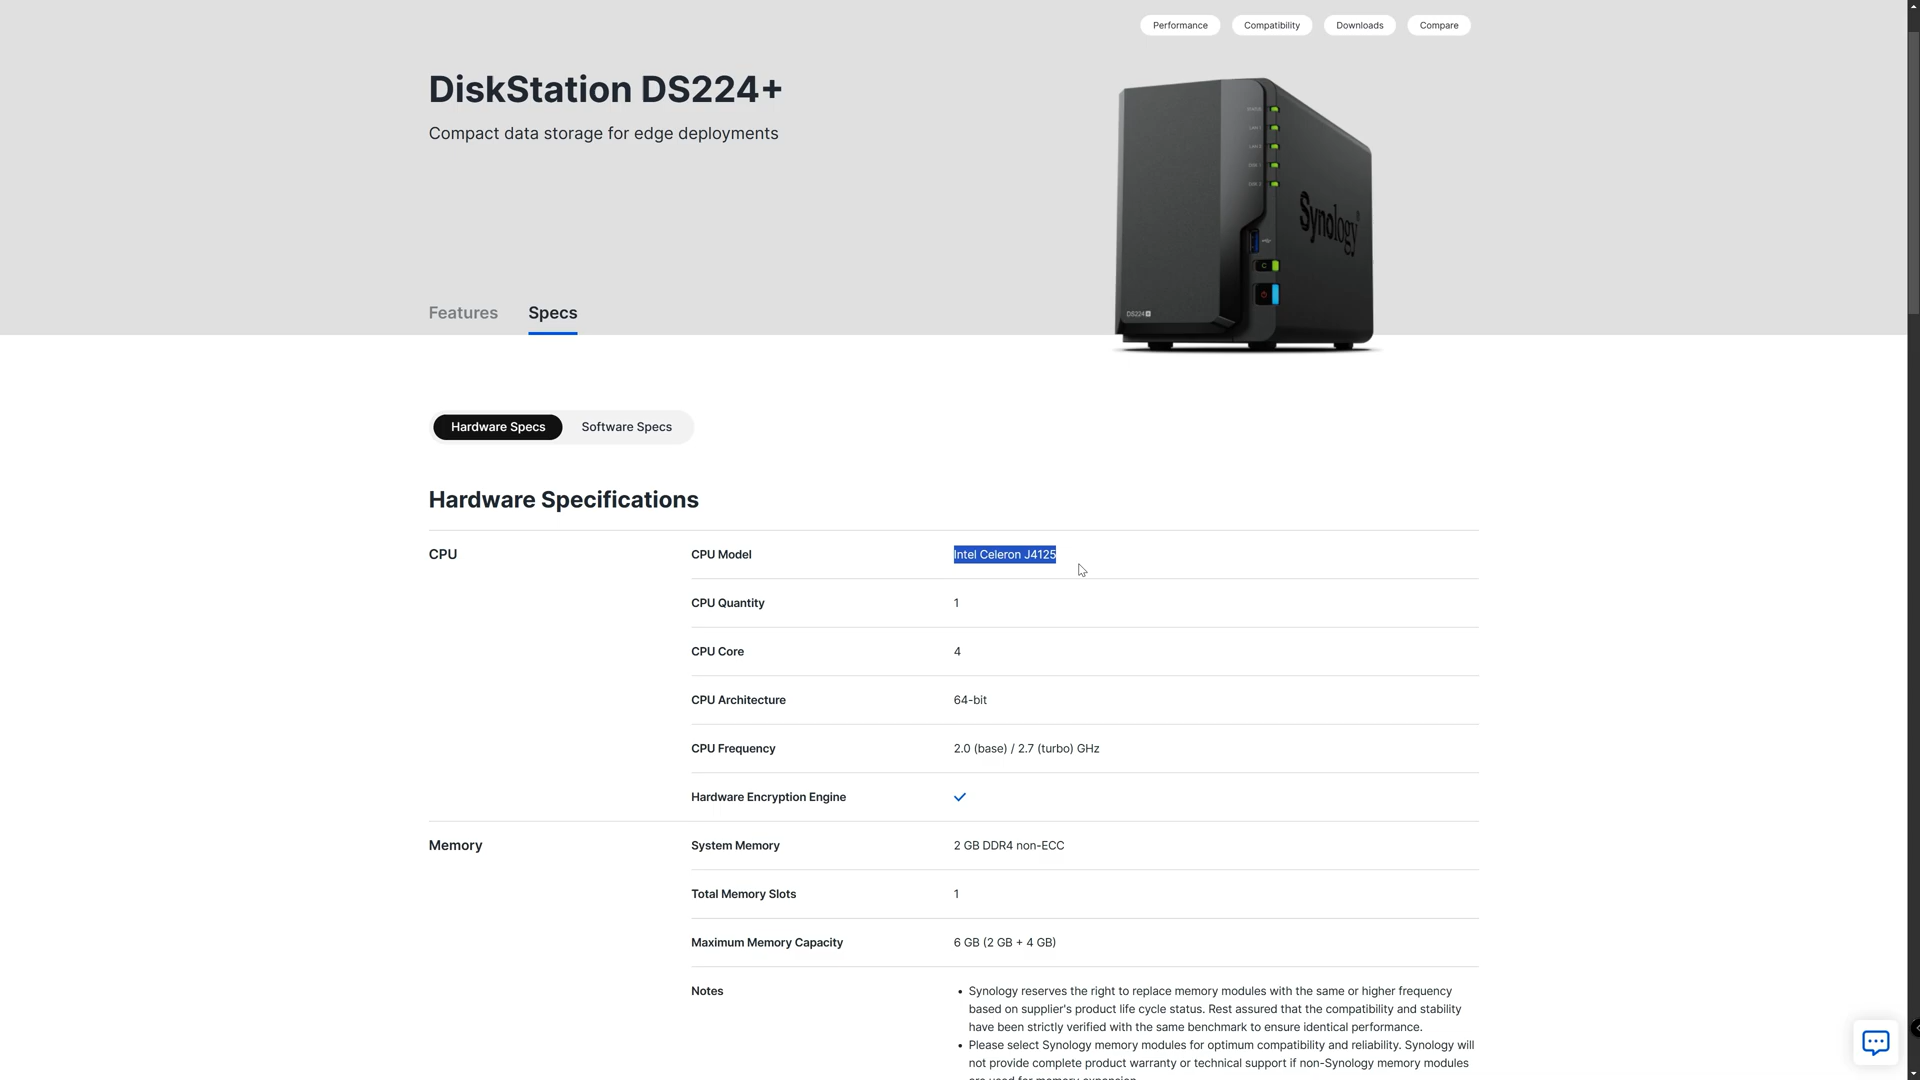 Performance
Compatibility
Downloads
Compare
DiskStation DS224+
Compact data storage for edge deployments
Synology
DS224+
Features
Specs
Hardware Specs
Software Specs
Hardware Specifications
CPU
CPU Model
Intel Celeron J4125
CPU Quantity
1
CPU Core
4
CPU Architecture
64-bit
CPU Frequency
2.0 (base) / 2.7 (turbo) GHz
Hardware Encryption Engine
Memory
System Memory
2 GB DDR4 non-ECC
Total Memory Slots
1
Maximum Memory Capacity
6 GB (2 GB + 4 GB)
Notes
• Synology reserves the right to replace memory modules with the same or higher frequency
based on supplier's product life cycle status. Rest assured that the compatibility and stability
have been strictly verified with the same benchmark to ensure identical performance.
• Please select Synology memory modules for optimum compatibility and reliability. Synology will
not provide complete product warranty or technical support if non-Synology memory modules
are used for memory expansion.